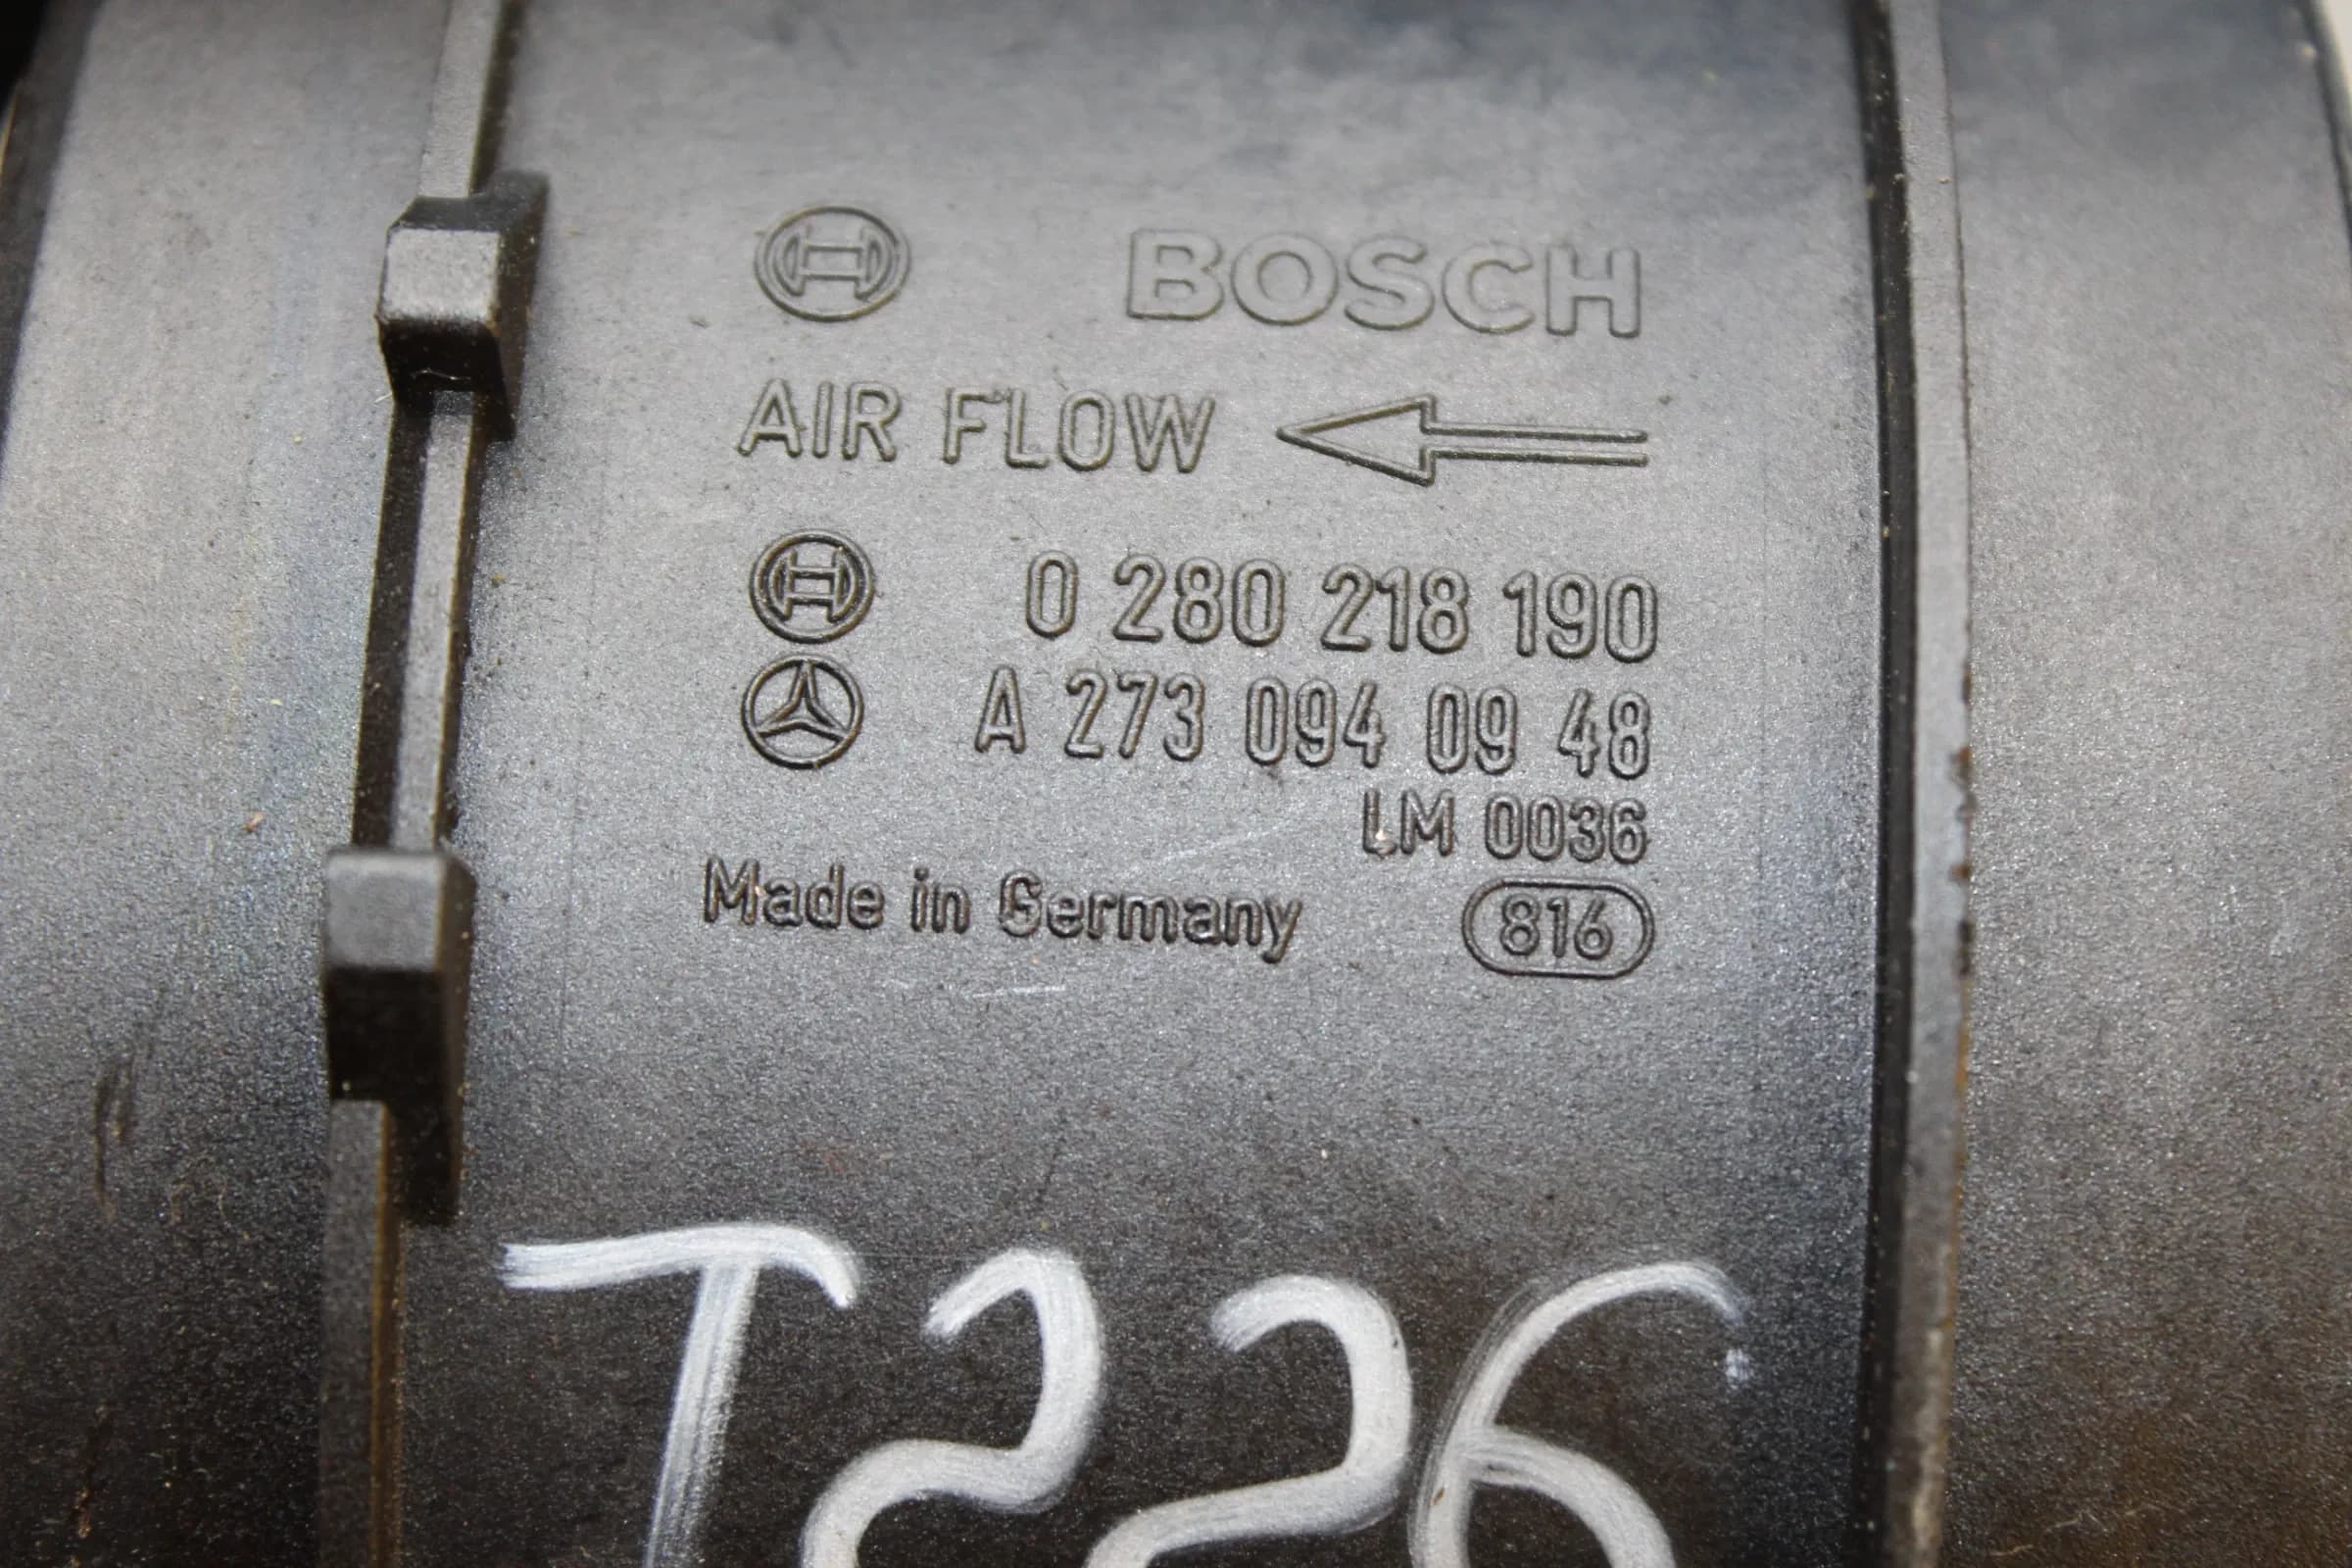 BOSCH
AIR FLOW
0 280 218 190
A 273 094 09 48
LM 0036
Made in Germany 816
T226